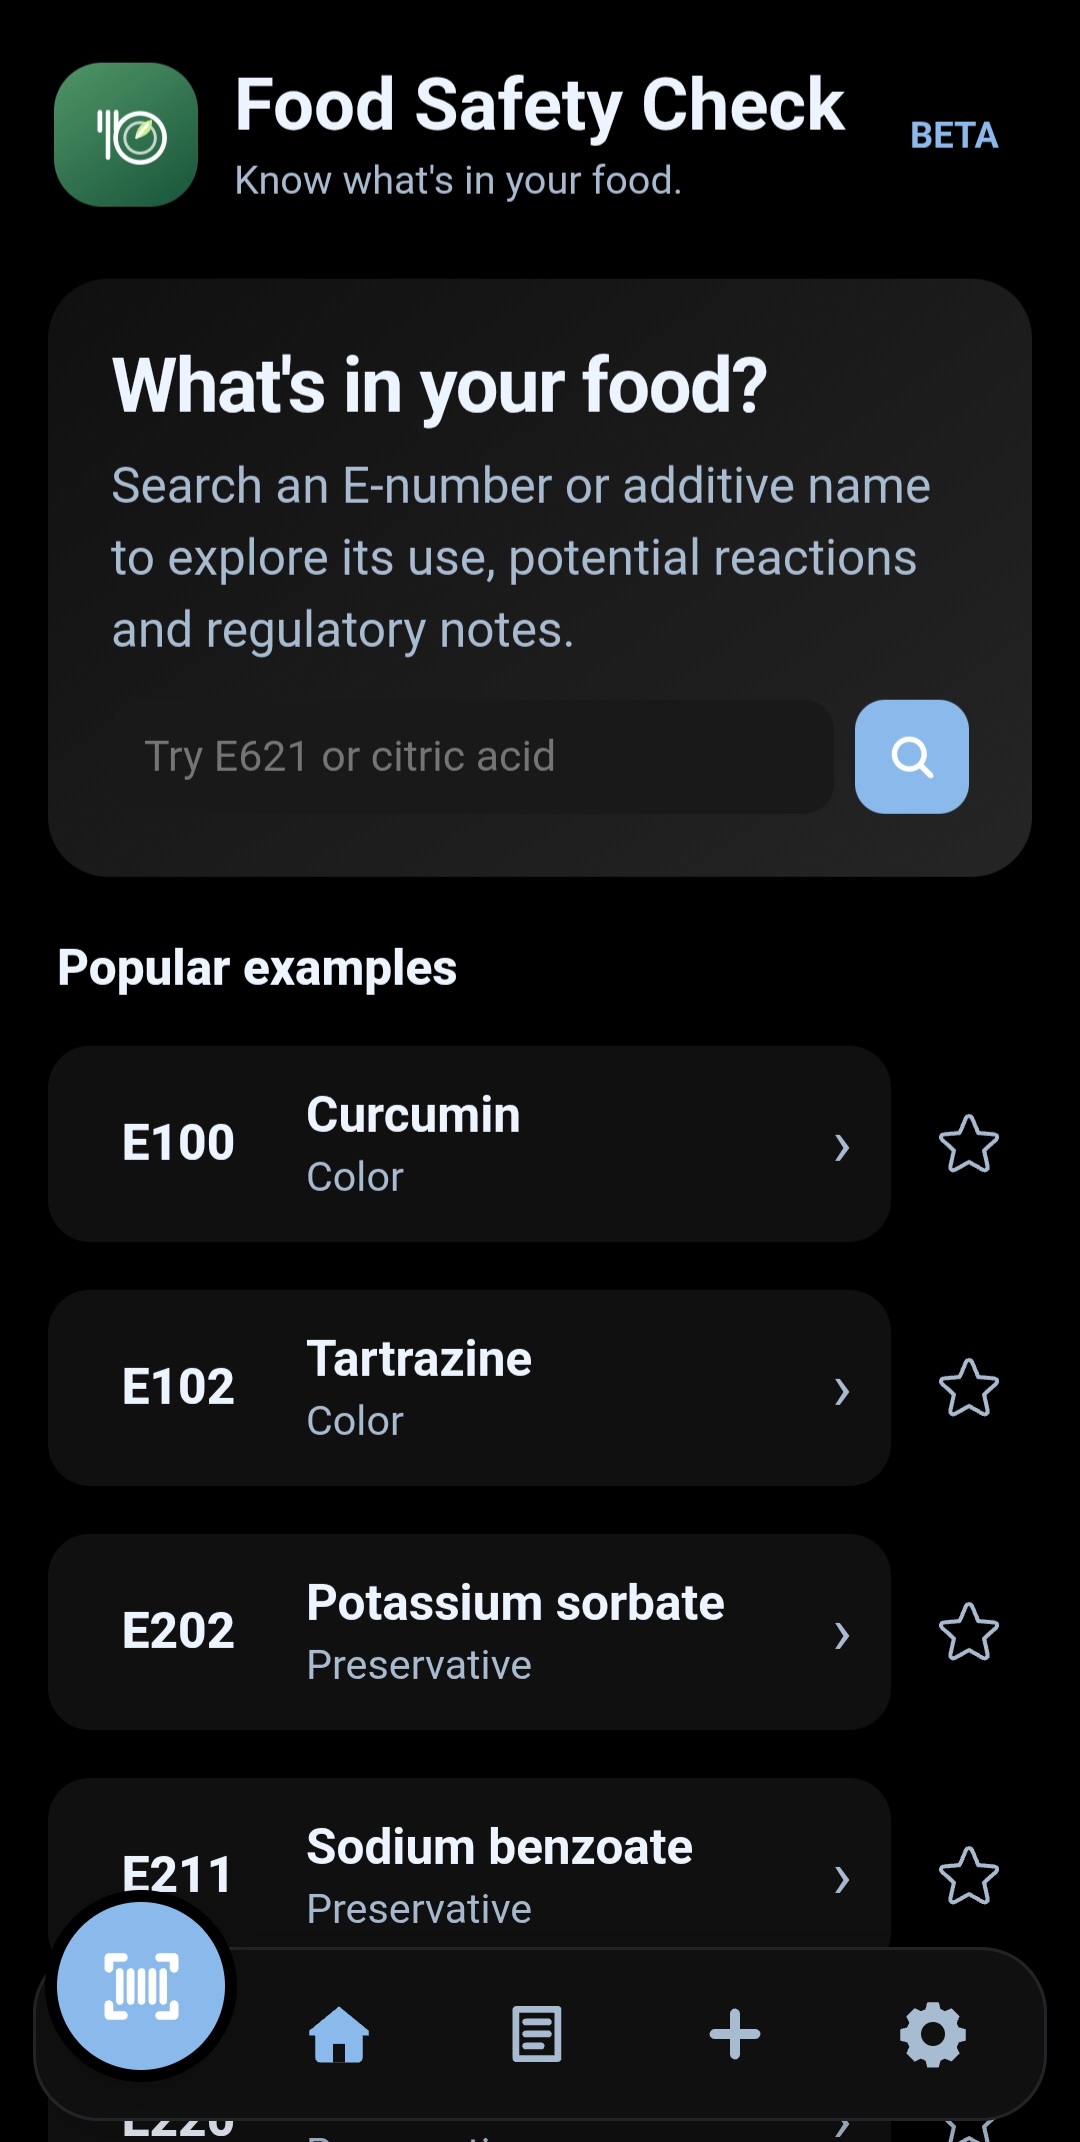 Food Safety Check
BETA
Know what's in your food.
What's in your food?
Search an E-number or additive name
to explore its use, potential reactions
and regulatory notes.
Try E621 or citric acid
Popular examples
E100
Curcumin
Color
E102
Tartrazine
Color
E202
Potassium sorbate
Preservative
E211
Sodium benzoate
Preservative
E220